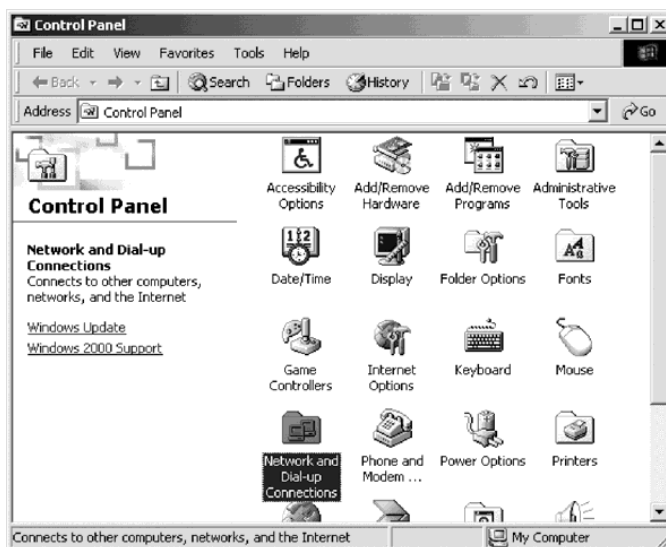 Control Panel
File Edit View Favorites Tools Help
Back Search Folders History
Address Control Panel Go
Control Panel
Network and Dial-up
Connections
Connects to other computers,
networks, and the Internet
Windows Update
Windows 2000 Support
Accessibility
Options
Add/Remove
Hardware
Add/Remove
Programs
Administrative
Tools
Date/Time
Display
Folder Options
Fonts
Game
Controllers
Internet
Options
Keyboard
Mouse
Network and
Dial-up
Connections
Phone and
Modem ...
Power Options
Printers
Connects to other computers, networks, and the Internet
My Computer